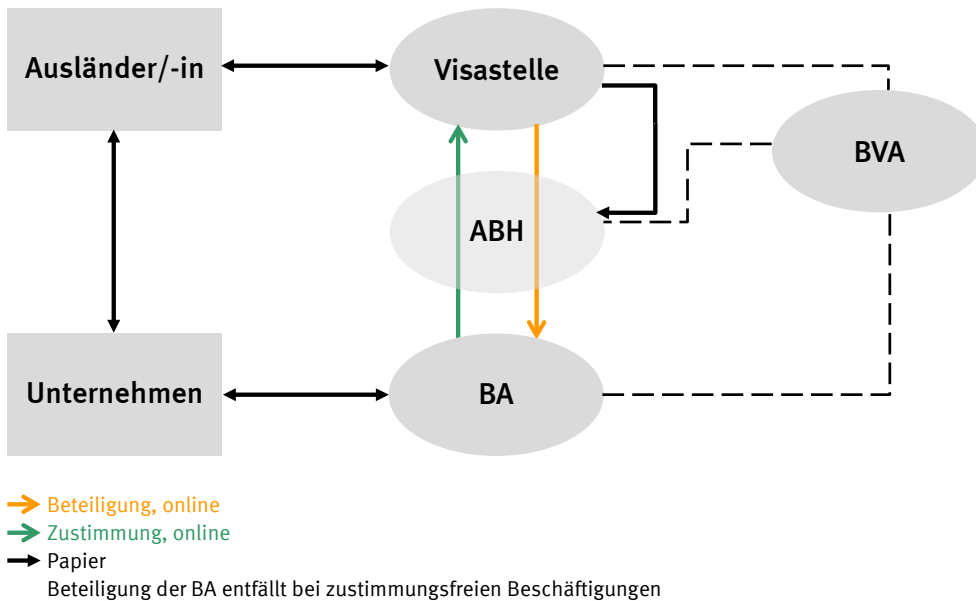 Ausländer/-in
Visastelle
BVA
ABH
Unternehmen
BA
Beteiligung, online
Zustimmung, online
Papier
Beteiligung der BA entfällt bei zustimmungsfreien Beschäftigungen